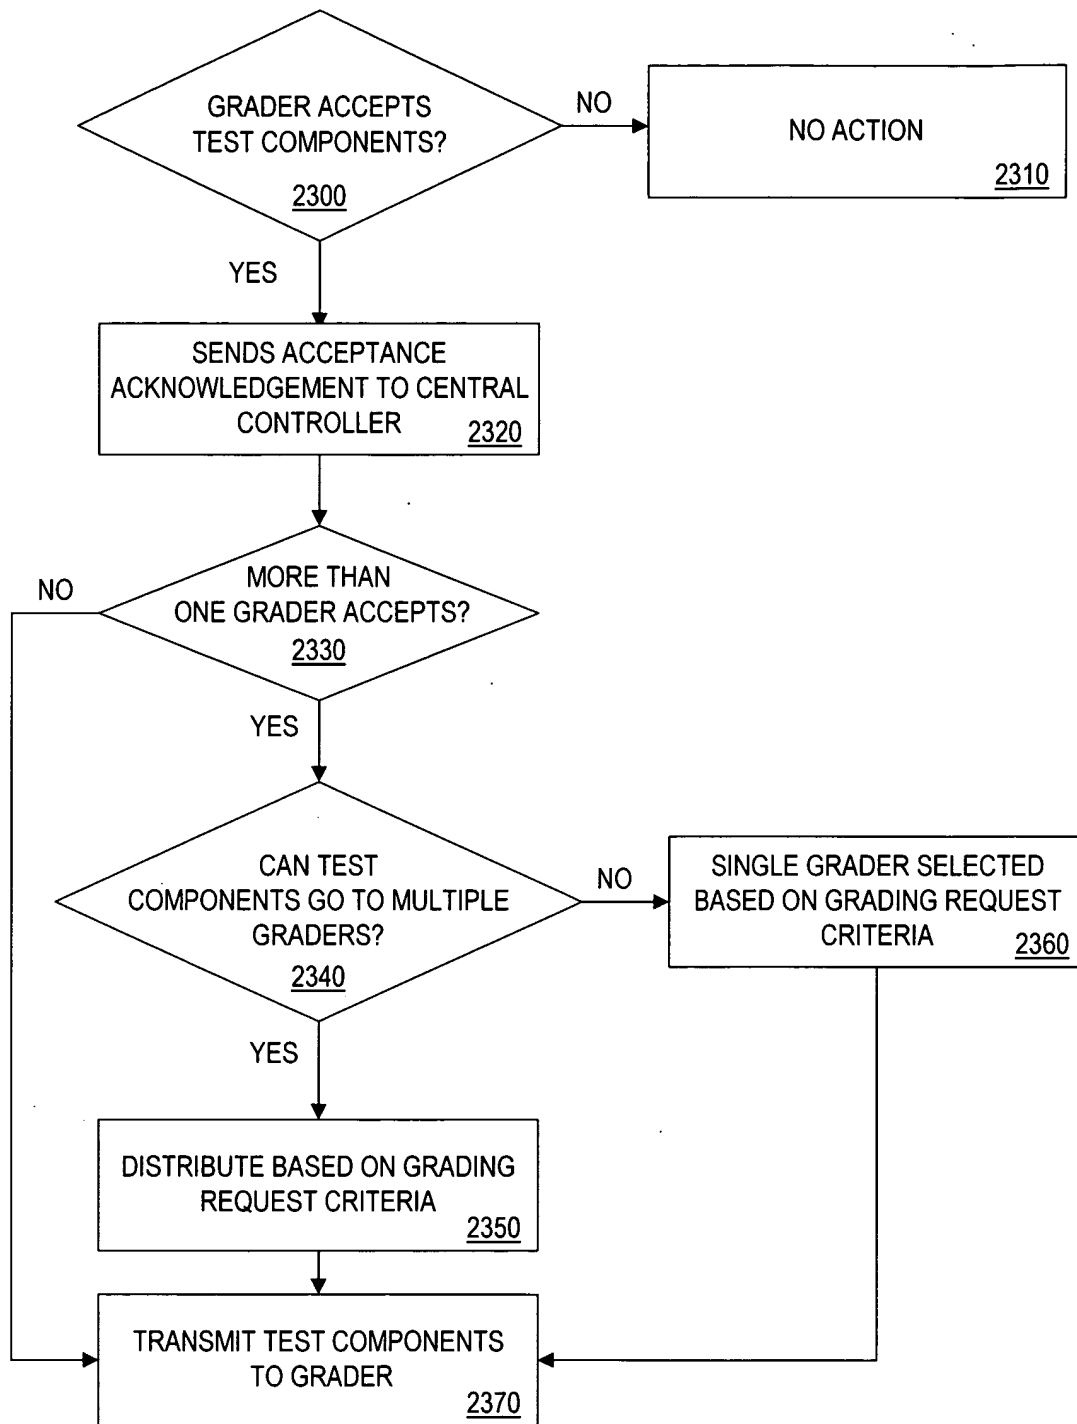 GRADER ACCEPTS
TEST COMPONENTS?
2300
NO
NO ACTION
2310
YES
SENDS ACCEPTANCE
ACKNOWLEDGEMENT TO CENTRAL
CONTROLLER
2320
NO
MORE THAN
ONE GRADER ACCEPTS?
2330
YES
CAN TEST
COMPONENTS GO TO MULTIPLE
GRADERS?
2340
NO
SINGLE GRADER SELECTED
BASED ON GRADING REQUEST
CRITERIA
2360
YES
DISTRIBUTE BASED ON GRADING
REQUEST CRITERIA
2350
TRANSMIT TEST COMPONENTS
TO GRADER
2370